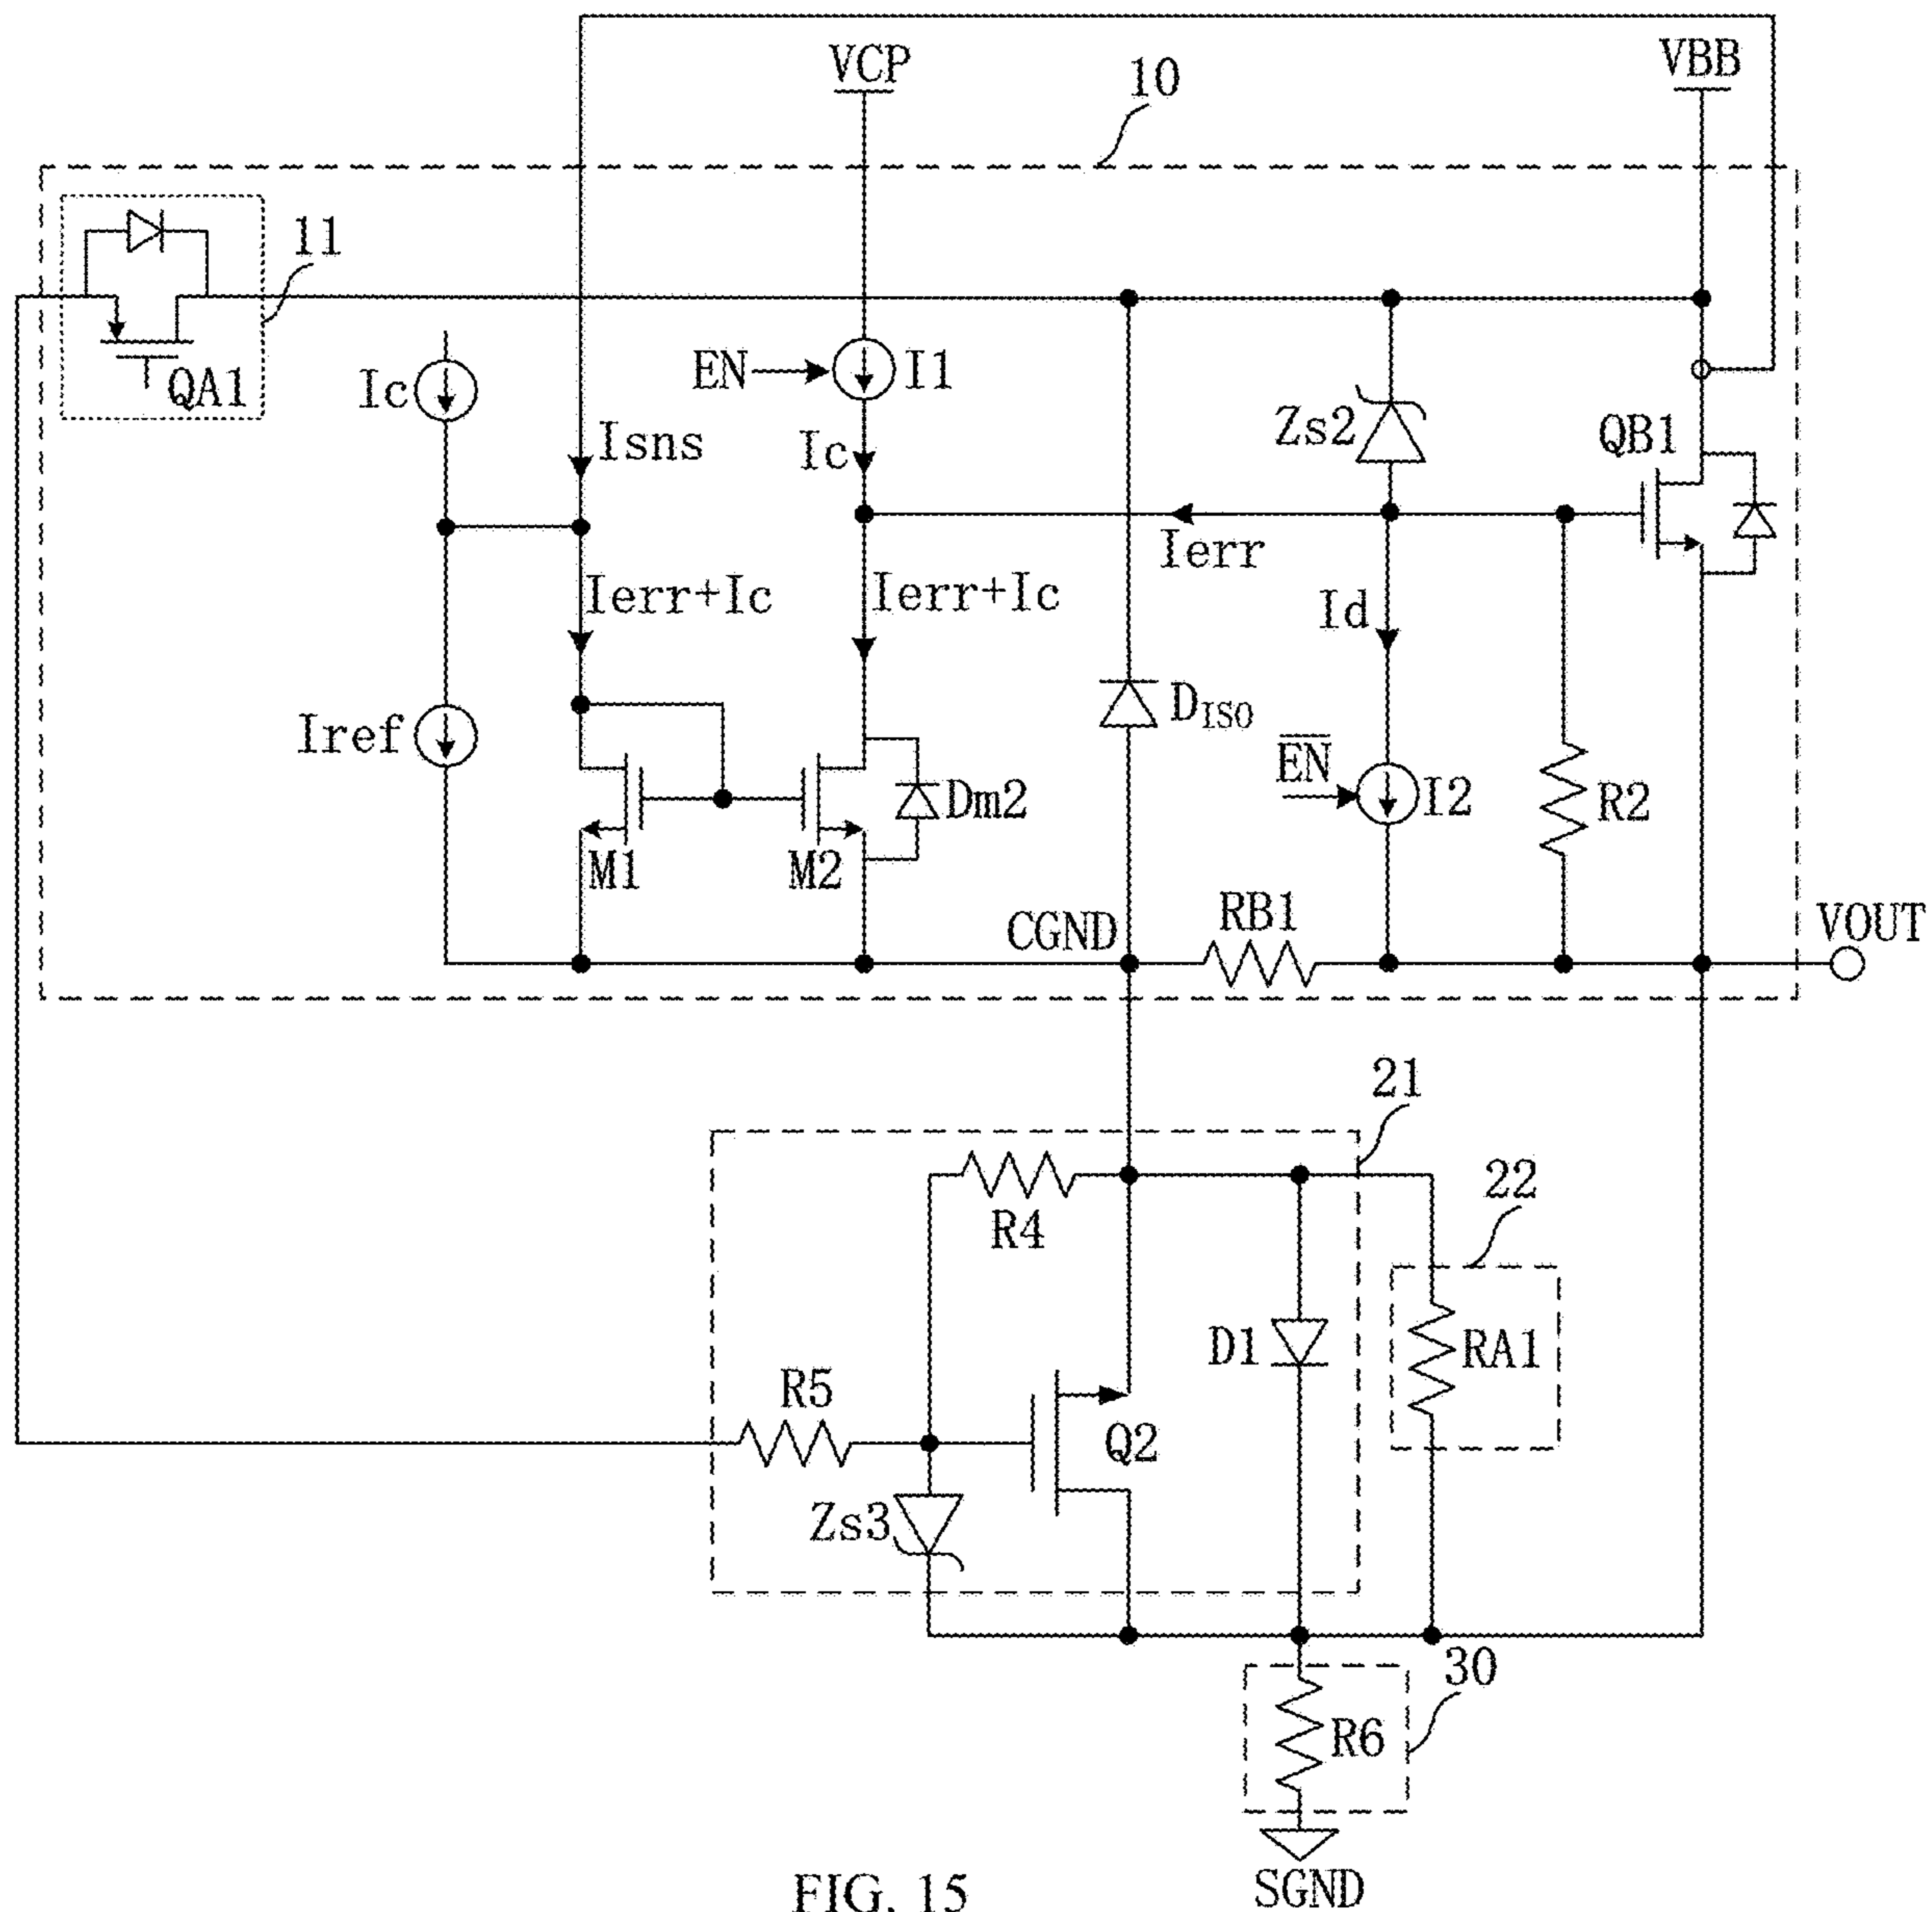 VCP
10
VBB
11
QA1
Ic
EN
I1
Isns
Ic
Zs2
QB1
Ierr
Ierr+Ic
Ierr+Ic
Id
Iref
DISO
EN
I2
R2
Dm2
M1
M2
CGND
RB1
VOUT
21
22
R4
D1
RA1
R5
Q2
Zs3
30
R6
SGND
FIG. 15